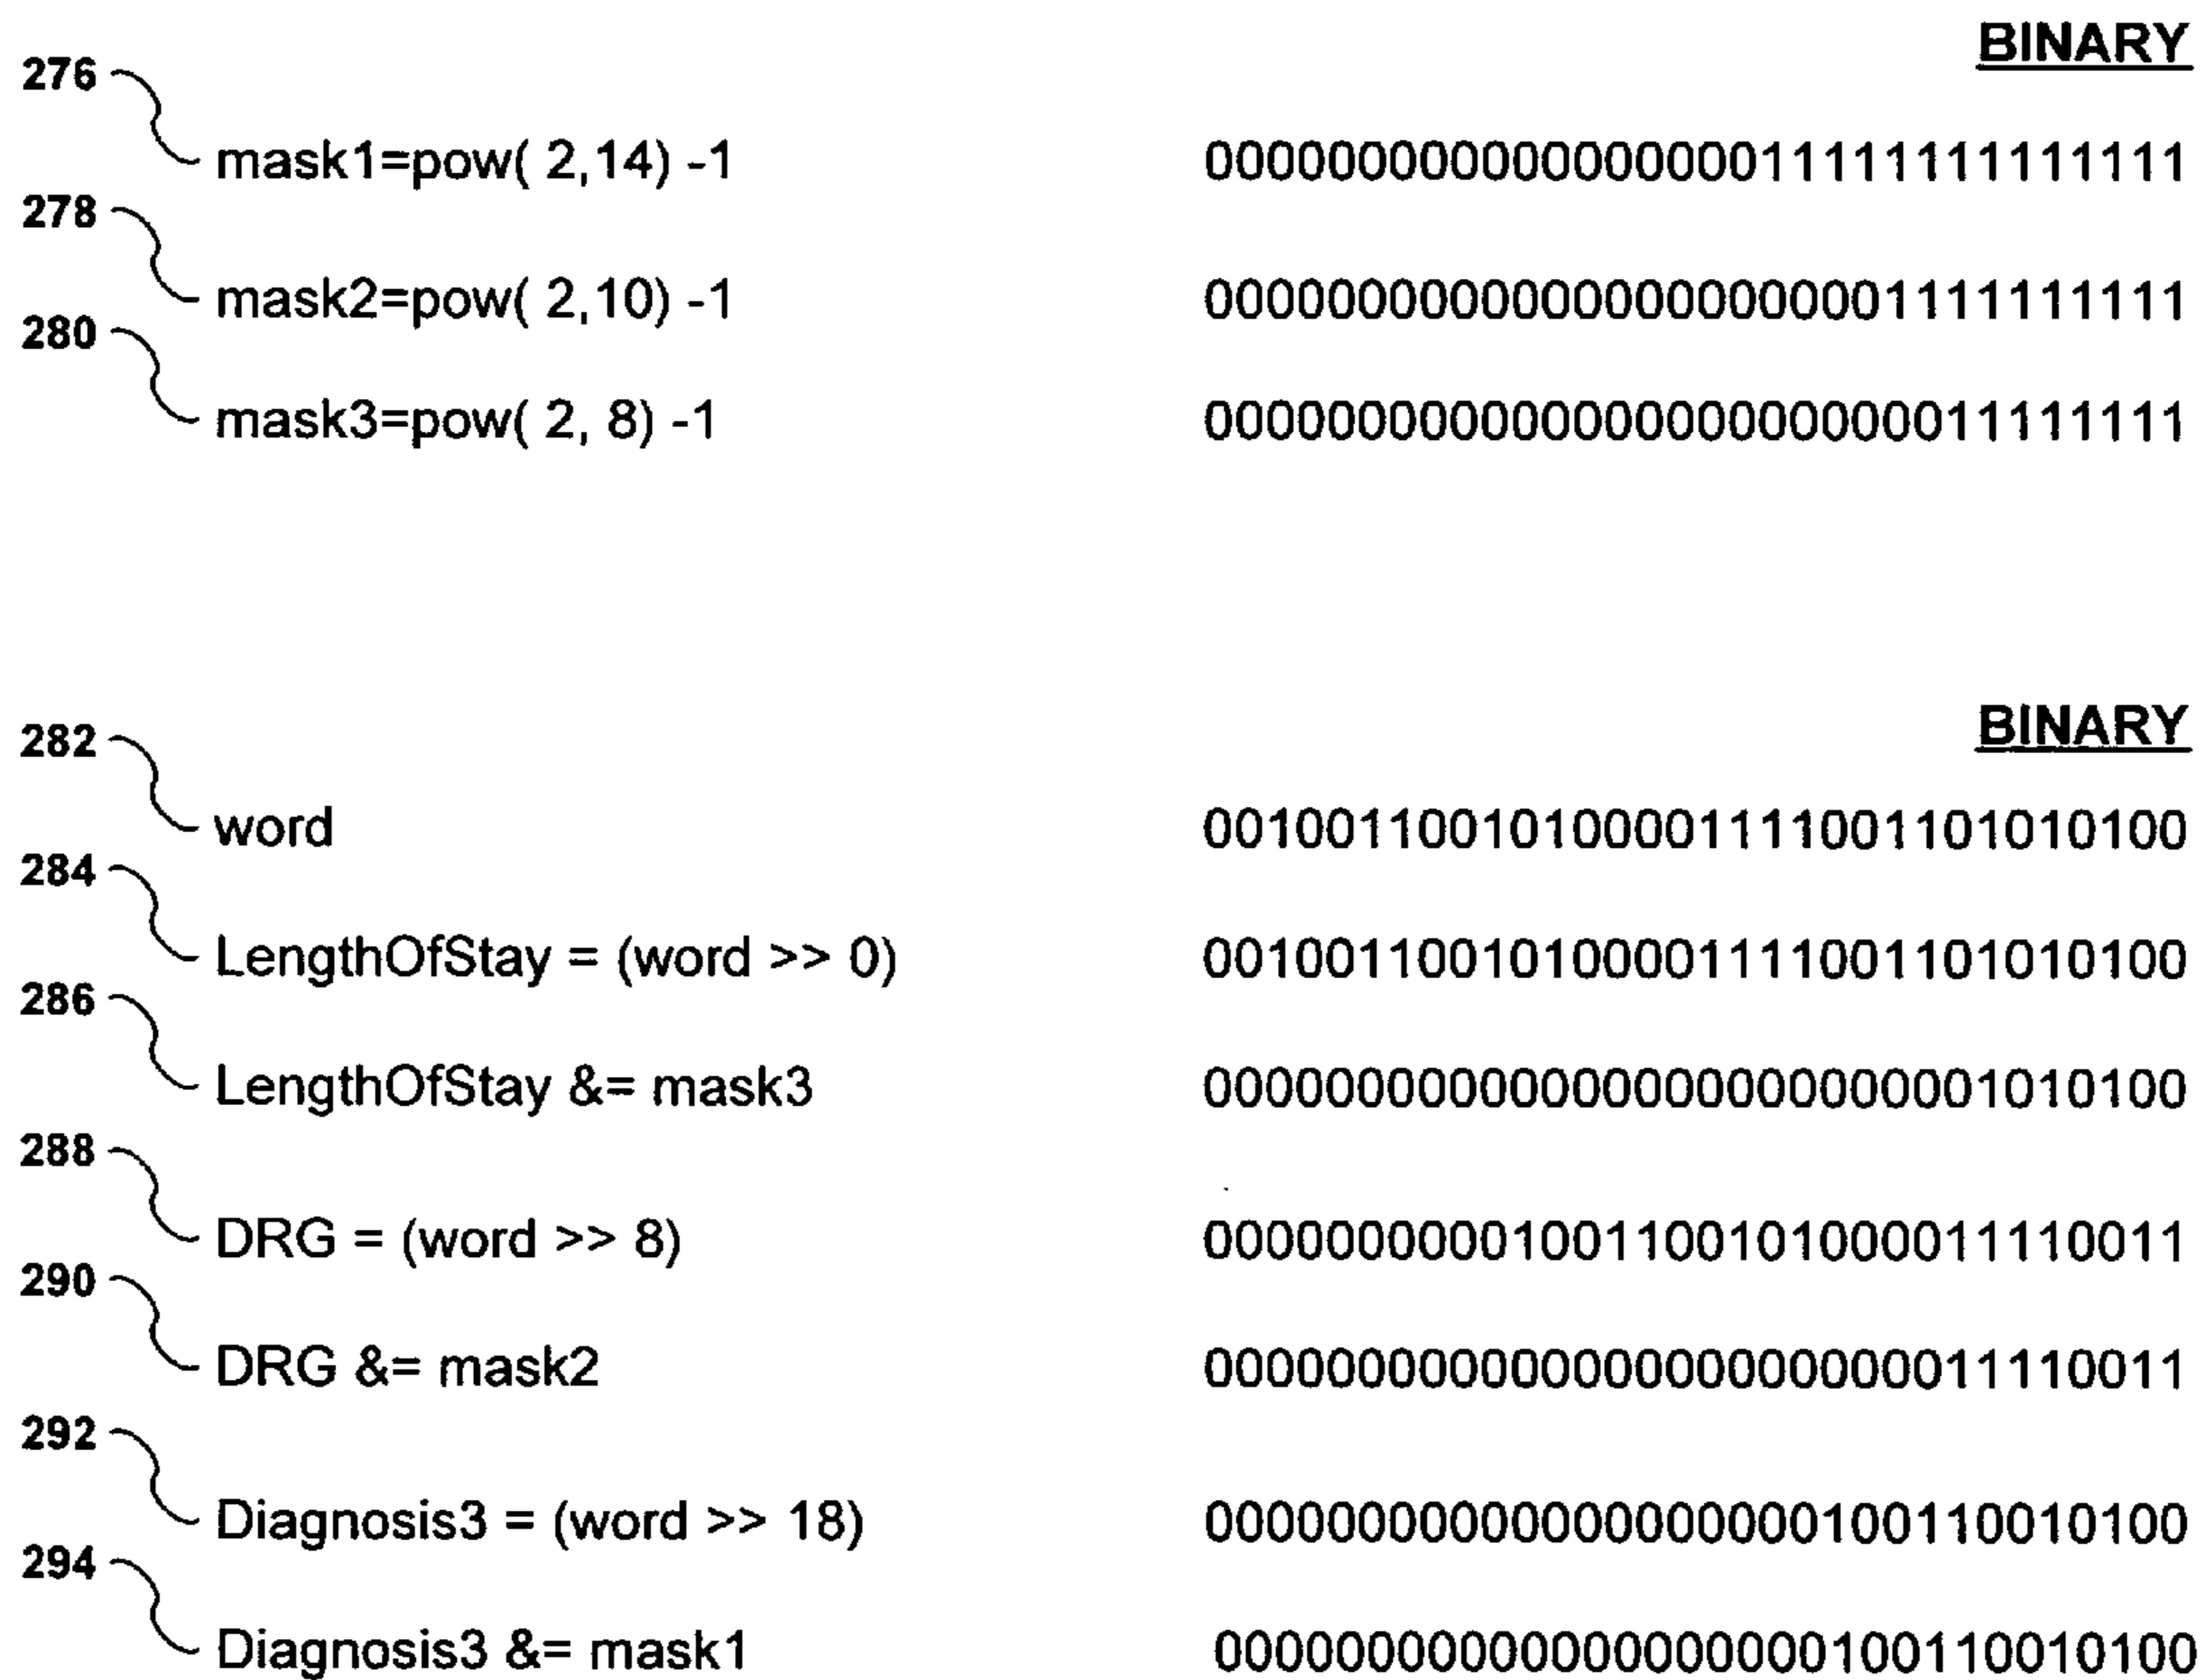 BINARY
276
mask1=pow( 2,14) -1 00000000000000000011111111111111
278
mask2=pow( 2,10) -1 00000000000000000000001111111111
280
mask3=pow( 2, 8) -1 00000000000000000000000011111111
BINARY
282
word 00100110010100001111001101010100
284
LengthOfStay = (word >> 0) 00100110010100001111001101010100
286
LengthOfStay &= mask3 00000000000000000000000001010100
288
DRG = (word >> 8) 00000000001001100101000011110011
290
DRG &= mask2 00000000000000000000000011110011
292
Diagnosis3 = (word >> 18) 00000000000000000000100110010100
294
Diagnosis3 &= mask1 00000000000000000000100110010100